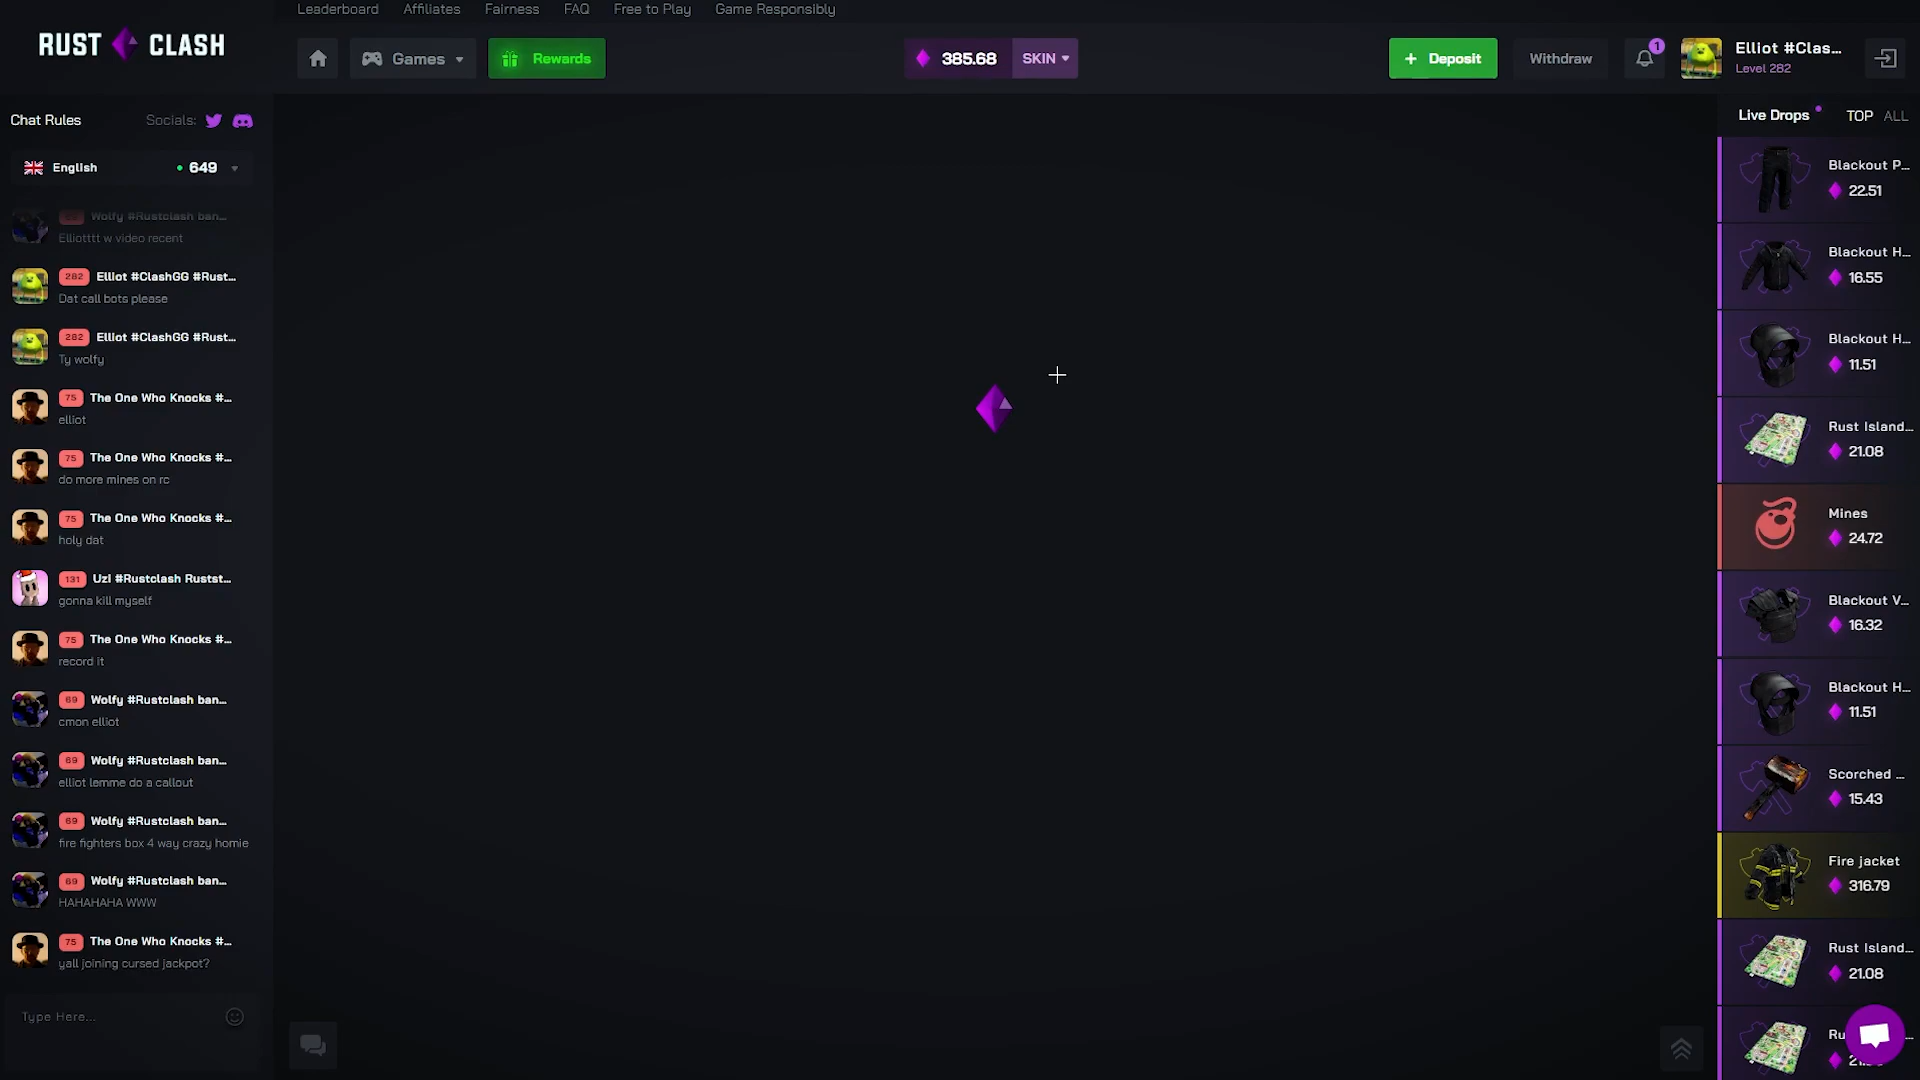 Leaderboard Affiliates Fairness FAQ Free to Play Game Responsibly
RUST CLASH
Games Rewards 385.68 SKIN Deposit Withdraw 1 Elliot #Clas...
Level 282
Chat Rules Socials:
English 649
Wolfy #Rustclash ban...
Elliotttt w video recent
282 Elliot #ClashGG #Rust...
Dat call bots please
282 Elliot #ClashGG #Rust...
Ty wolfy
75 The One Who Knocks #...
elliot
75 The One Who Knocks #...
do more mines on rc
75 The One Who Knocks #...
holy dat
131 Uzi #Rustclash Rustst...
gonna kill myself
75 The One Who Knocks #...
record it
69 Wolfy #Rustclash ban...
cmon elliot
69 Wolfy #Rustclash ban...
elliot lemme do a callout
69 Wolfy #Rustclash ban...
fire fighters box 4 way crazy homie
69 Wolfy #Rustclash ban...
HAHAHAHA WWW
75 The One Who Knocks #...
yall joining cursed jackpot?
Type Here...
Live Drops TOP ALL
Blackout P...
22.51
Blackout H...
16.55
Blackout H...
11.51
Rust Island...
21.08
Mines
24.72
Blackout V...
16.32
Blackout H...
11.51
Scorched ...
15.43
Fire jacket
316.79
Rust Island...
21.08